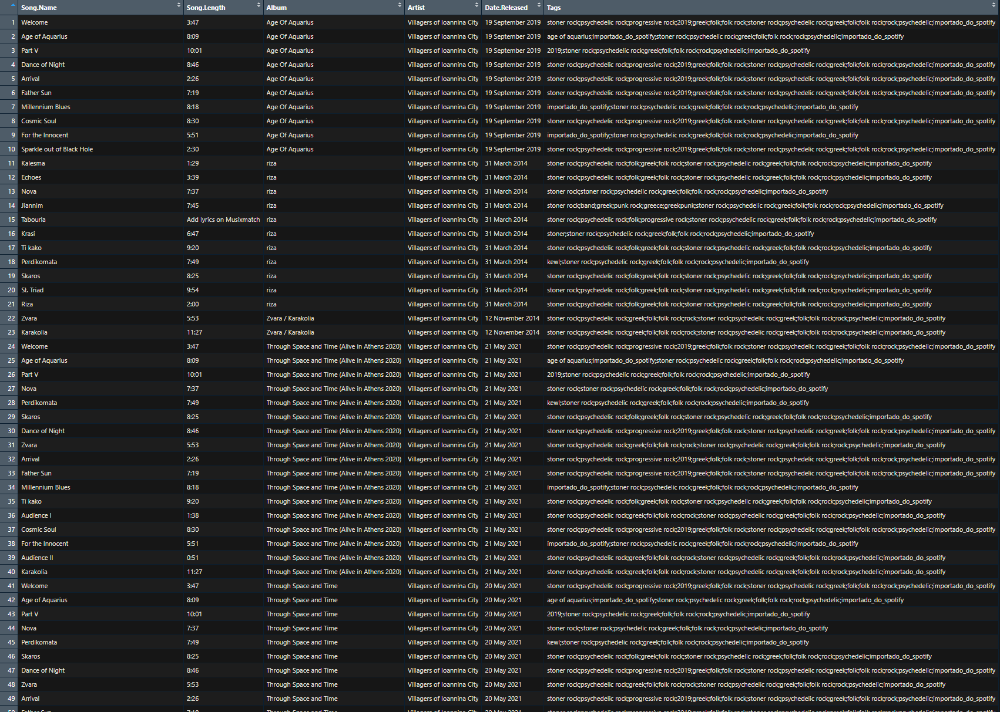 Song.Name Song.Length Album Artist Date.Released Tags
1 Welcome 3:47 Age Of Aquarius Villagers of Ioannina City 19 September 2019 stoner rock;psychedelic rock;progressive rock;2019;greek;folk;folk rock;stoner rock;psychedelic rock;greek;folk;folk rock;rock;psychedelic;importado_do_spotify
2 Age of Aquarius 8:09 Age Of Aquarius Villagers of Ioannina City 19 September 2019 age of aquarius;importado_do_spotify;stoner rock;psychedelic rock;greek;folk;folk rock;rock;psychedelic;importado_do_spotify
3 Part V 10:01 Age Of Aquarius Villagers of Ioannina City 19 September 2019 2019;stoner rock;psychedelic rock;greek;folk;folk rock;rock;psychedelic;importado_do_spotify
4 Dance of Night 8:46 Age Of Aquarius Villagers of Ioannina City 19 September 2019 stoner rock;psychedelic rock;progressive rock;2019;greek;folk;folk rock;stoner rock;psychedelic rock;greek;folk;folk rock;rock;psychedelic;importado_do_spotify
5 Arrival 2:26 Age Of Aquarius Villagers of Ioannina City 19 September 2019 stoner rock;psychedelic rock;progressive rock;2019;greek;folk;folk rock;stoner rock;psychedelic rock;greek;folk;folk rock;rock;psychedelic;importado_do_spotify
6 Father Sun 7:19 Age Of Aquarius Villagers of Ioannina City 19 September 2019 stoner rock;psychedelic rock;progressive rock;2019;greek;folk;folk rock;stoner rock;psychedelic rock;greek;folk;folk rock;rock;psychedelic;importado_do_spotify
7 Millennium Blues 8:18 Age Of Aquarius Villagers of Ioannina City 19 September 2019 importado_do_spotify;stoner rock;psychedelic rock;greek;folk;folk rock;rock;psychedelic;importado_do_spotify
8 Cosmic Soul 8:30 Age Of Aquarius Villagers of Ioannina City 19 September 2019 stoner rock;psychedelic rock;progressive rock;2019;greek;folk;folk rock;stoner rock;psychedelic rock;greek;folk;folk rock;rock;psychedelic;importado_do_spotify
9 For the Innocent 5:51 Age Of Aquarius Villagers of Ioannina City 19 September 2019 importado_do_spotify;stoner rock;psychedelic rock;greek;folk;folk rock;rock;psychedelic;importado_do_spotify
10 Sparkle out of Black Hole 2:30 Age Of Aquarius Villagers of Ioannina City 19 September 2019 stoner rock;psychedelic rock;progressive rock;2019;greek;folk;folk rock;stoner rock;psychedelic rock;greek;folk;folk rock;rock;psychedelic;importado_do_spotify
11 Kalesma 1:29 riza Villagers of Ioannina City 31 March 2014 stoner rock;psychedelic rock;folk;greek;folk rock;stoner rock;psychedelic rock;greek;folk;folk rock;rock;psychedelic;importado_do_spotify
12 Echoes 3:39 riza Villagers of Ioannina City 31 March 2014 stoner rock;psychedelic rock;folk;greek;folk rock;stoner rock;psychedelic rock;greek;folk;folk rock;rock;psychedelic;importado_do_spotify
13 Nova 7:37 riza Villagers of Ioannina City 31 March 2014 stoner rock;stoner rock;psychedelic rock;greek;folk;folk rock;rock;psychedelic;importado_do_spotify
14 Jiannim 7:45 riza Villagers of Ioannina City 31 March 2014 stoner rock;band;greek;punk rock;greece;greekpunk;stoner rock;psychedelic rock;greek;folk;folk rock;rock;psychedelic;importado_do_spotify
15 Tabourla Add lyrics on Musixmatch riza Villagers of Ioannina City 31 March 2014 stoner rock;psychedelic rock;folk;progressive rock;stoner rock;psychedelic rock;greek;folk;folk rock;rock;psychedelic;importado_do_spotify
16 Krasi 6:47 riza Villagers of Ioannina City 31 March 2014 stoner;stoner rock;psychedelic rock;greek;folk;folk rock;rock;psychedelic;importado_do_spotify
17 Ti kako 9:20 riza Villagers of Ioannina City 31 March 2014 stoner rock;psychedelic rock;folk;greek;folk rock;stoner rock;psychedelic rock;greek;folk;folk rock;rock;psychedelic;importado_do_spotify
18 Perdikomata 7:49 riza Villagers of Ioannina City 31 March 2014 kewl;stoner rock;psychedelic rock;greek;folk;folk rock;rock;psychedelic;importado_do_spotify
19 Skaros 8:25 riza Villagers of Ioannina City 31 March 2014 stoner rock;psychedelic rock;folk;greek;folk rock;stoner rock;psychedelic rock;greek;folk;folk rock;rock;psychedelic;importado_do_spotify
20 St. Triad 9:54 riza Villagers of Ioannina City 31 March 2014 stoner rock;psychedelic rock;folk;greek;folk rock;stoner rock;psychedelic rock;greek;folk;folk rock;rock;psychedelic;importado_do_spotify
21 Riza 2:00 riza Villagers of Ioannina City 31 March 2014 stoner rock;psychedelic rock;folk;greek;folk rock;stoner rock;psychedelic rock;greek;folk;folk rock;rock;psychedelic;importado_do_spotify
22 Zvara 5:53 Zvara / Karakolia Villagers of Ioannina City 12 November 2014 stoner rock;psychedelic rock;greek;folk;folk rock;rock;stoner rock;psychedelic rock;greek;folk;folk rock;rock;psychedelic;importado_do_spotify
23 Karakolia 11:27 Zvara / Karakolia Villagers of Ioannina City 12 November 2014 stoner rock;psychedelic rock;greek;folk;folk rock;rock;stoner rock;psychedelic rock;greek;folk;folk rock;rock;psychedelic;importado_do_spotify
24 Welcome 3:47 Through Space and Time (Alive in Athens 2020) Villagers of Ioannina City 21 May 2021 stoner rock;psychedelic rock;progressive rock;2019;greek;folk;folk rock;stoner rock;psychedelic rock;greek;folk;folk rock;rock;psychedelic;importado_do_spotify
25 Age of Aquarius 8:09 Through Space and Time (Alive in Athens 2020) Villagers of Ioannina City 21 May 2021 age of aquarius;importado_do_spotify;stoner rock;psychedelic rock;greek;folk;folk rock;rock;psychedelic;importado_do_spotify
26 Part V 10:01 Through Space and Time (Alive in Athens 2020) Villagers of Ioannina City 21 May 2021 2019;stoner rock;psychedelic rock;greek;folk;folk rock;rock;psychedelic;importado_do_spotify
27 Nova 7:37 Through Space and Time (Alive in Athens 2020) Villagers of Ioannina City 21 May 2021 stoner rock;stoner rock;psychedelic rock;greek;folk;folk rock;rock;psychedelic;importado_do_spotify
28 Perdikomata 7:49 Through Space and Time (Alive in Athens 2020) Villagers of Ioannina City 21 May 2021 kewl;stoner rock;psychedelic rock;greek;folk;folk rock;rock;psychedelic;importado_do_spotify
29 Skaros 8:25 Through Space and Time (Alive in Athens 2020) Villagers of Ioannina City 21 May 2021 stoner rock;psychedelic rock;folk;greek;folk rock;stoner rock;psychedelic rock;greek;folk;folk rock;rock;psychedelic;importado_do_spotify
30 Dance of Night 8:46 Through Space and Time (Alive in Athens 2020) Villagers of Ioannina City 21 May 2021 stoner rock;psychedelic rock;progressive rock;2019;greek;folk;folk rock;stoner rock;psychedelic rock;greek;folk;folk rock;rock;psychedelic;importado_do_spotify
31 Zvara 5:53 Through Space and Time (Alive in Athens 2020) Villagers of Ioannina City 21 May 2021 stoner rock;psychedelic rock;greek;folk;folk rock;rock;stoner rock;psychedelic rock;greek;folk;folk rock;rock;psychedelic;importado_do_spotify
32 Arrival 2:26 Through Space and Time (Alive in Athens 2020) Villagers of Ioannina City 21 May 2021 stoner rock;psychedelic rock;progressive rock;2019;greek;folk;folk rock;stoner rock;psychedelic rock;greek;folk;folk rock;rock;psychedelic;importado_do_spotify
33 Father Sun 7:19 Through Space and Time (Alive in Athens 2020) Villagers of Ioannina City 21 May 2021 stoner rock;psychedelic rock;progressive rock;2019;greek;folk;folk rock;stoner rock;psychedelic rock;greek;folk;folk rock;rock;psychedelic;importado_do_spotify
34 Millennium Blues 8:18 Through Space and Time (Alive in Athens 2020) Villagers of Ioannina City 21 May 2021 importado_do_spotify;stoner rock;psychedelic rock;greek;folk;folk rock;rock;psychedelic;importado_do_spotify
35 Ti kako 9:20 Through Space and Time (Alive in Athens 2020) Villagers of Ioannina City 21 May 2021 stoner rock;psychedelic rock;folk;greek;folk rock;stoner rock;psychedelic rock;greek;folk;folk rock;rock;psychedelic;importado_do_spotify
36 Audience I 1:38 Through Space and Time (Alive in Athens 2020) Villagers of Ioannina City 21 May 2021 stoner rock;psychedelic rock;greek;folk;folk rock;rock;stoner rock;psychedelic rock;greek;folk;folk rock;rock;psychedelic;importado_do_spotify
37 Cosmic Soul 8:30 Through Space and Time (Alive in Athens 2020) Villagers of Ioannina City 21 May 2021 stoner rock;psychedelic rock;progressive rock;2019;greek;folk;folk rock;stoner rock;psychedelic rock;greek;folk;folk rock;rock;psychedelic;importado_do_spotify
38 For the Innocent 5:51 Through Space and Time (Alive in Athens 2020) Villagers of Ioannina City 21 May 2021 importado_do_spotify;stoner rock;psychedelic rock;greek;folk;folk rock;rock;psychedelic;importado_do_spotify
39 Audience II 0:51 Through Space and Time (Alive in Athens 2020) Villagers of Ioannina City 21 May 2021 stoner rock;psychedelic rock;greek;folk;folk rock;rock;stoner rock;psychedelic rock;greek;folk;folk rock;rock;psychedelic;importado_do_spotify
40 Karakolia 11:27 Through Space and Time (Alive in Athens 2020) Villagers of Ioannina City 21 May 2021 stoner rock;psychedelic rock;greek;folk;folk rock;rock;stoner rock;psychedelic rock;greek;folk;folk rock;rock;psychedelic;importado_do_spotify
41 Welcome 3:47 Through Space and Time Villagers of Ioannina City 20 May 2021 stoner rock;psychedelic rock;progressive rock;2019;greek;folk;folk rock;stoner rock;psychedelic rock;greek;folk;folk rock;rock;psychedelic;importado_do_spotify
42 Age of Aquarius 8:09 Through Space and Time Villagers of Ioannina City 20 May 2021 age of aquarius;importado_do_spotify;stoner rock;psychedelic rock;greek;folk;folk rock;rock;psychedelic;importado_do_spotify
43 Part V 10:01 Through Space and Time Villagers of Ioannina City 20 May 2021 2019;stoner rock;psychedelic rock;greek;folk;folk rock;rock;psychedelic;importado_do_spotify
44 Nova 7:37 Through Space and Time Villagers of Ioannina City 20 May 2021 stoner rock;stoner rock;psychedelic rock;greek;folk;folk rock;rock;psychedelic;importado_do_spotify
45 Perdikomata 7:49 Through Space and Time Villagers of Ioannina City 20 May 2021 kewl;stoner rock;psychedelic rock;greek;folk;folk rock;rock;psychedelic;importado_do_spotify
46 Skaros 8:25 Through Space and Time Villagers of Ioannina City 20 May 2021 stoner rock;psychedelic rock;folk;greek;folk rock;stoner rock;psychedelic rock;greek;folk;folk rock;rock;psychedelic;importado_do_spotify
47 Dance of Night 8:46 Through Space and Time Villagers of Ioannina City 20 May 2021 stoner rock;psychedelic rock;progressive rock;2019;greek;folk;folk rock;stoner rock;psychedelic rock;greek;folk;folk rock;rock;psychedelic;importado_do_spotify
48 Zvara 5:53 Through Space and Time Villagers of Ioannina City 20 May 2021 stoner rock;psychedelic rock;greek;folk;folk rock;rock;stoner rock;psychedelic rock;greek;folk;folk rock;rock;psychedelic;importado_do_spotify
49 Arrival 2:26 Through Space and Time Villagers of Ioannina City 20 May 2021 stoner rock;psychedelic rock;progressive rock;2019;greek;folk;folk rock;stoner rock;psychedelic rock;greek;folk;folk rock;rock;psychedelic;importado_do_spotify